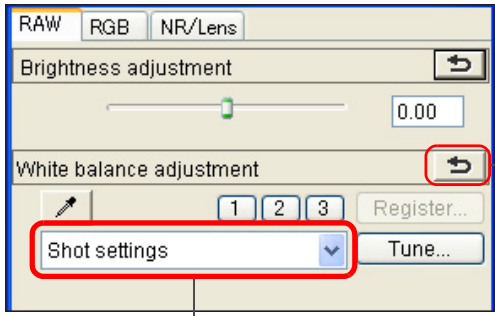 RAW RGB NR/Lens
Brightness adjustment
0.00
White balance adjustment
1 2 3 Register...
Shot settings Tune...